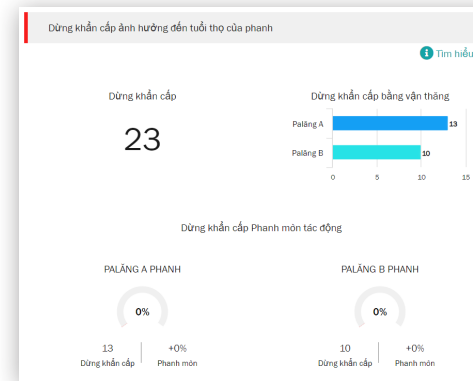 Dừng khẩn cấp ảnh hưởng đến tuổi thọ của phanh
Tìm hiểu
Dừng khẩn cấp
23
Dừng khẩn cấp bằng vận thăng
Palăng A
13
Palăng B
10
0 5 10 15
Dừng khẩn cấp Phanh mòn tác động
PALĂNG A PHANH
0%
13 +0%
Dừng khẩn cấp Phanh mòn
PALĂNG B PHANH
0%
10 +0%
Dừng khẩn cấp Phanh mòn